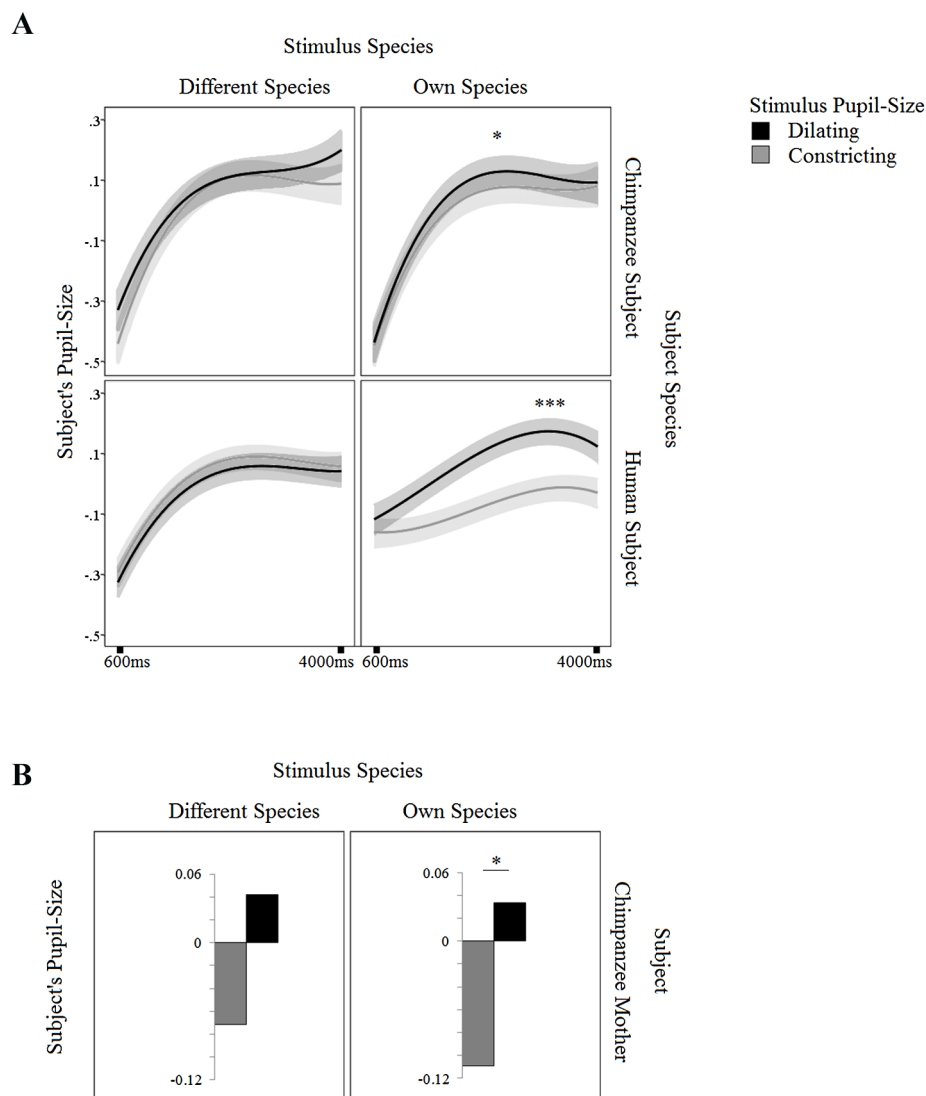 A
Stimulus Species
Different Species
Own Species
Stimulus Pupil-Size
Dilating
Constricting
Subject's Pupil-Size
.3
.1
-.1
-.3
-.5
*
Chimpanzee Subject
Subject Species
.3
.1
-.1
-.3
-.5
***
Human Subject
600ms
4000ms
600ms
4000ms
B
Stimulus Species
Different Species
Own Species
Subject's Pupil-Size
0.06
0
-0.12
0.06
0
-0.12
*
Chimpanzee Mother
Subject